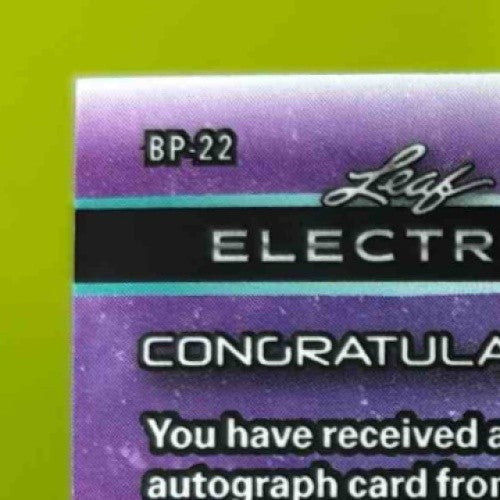 BP-22
Leaf
ELECTR
CONGRATULA
You have received a
autograph card from